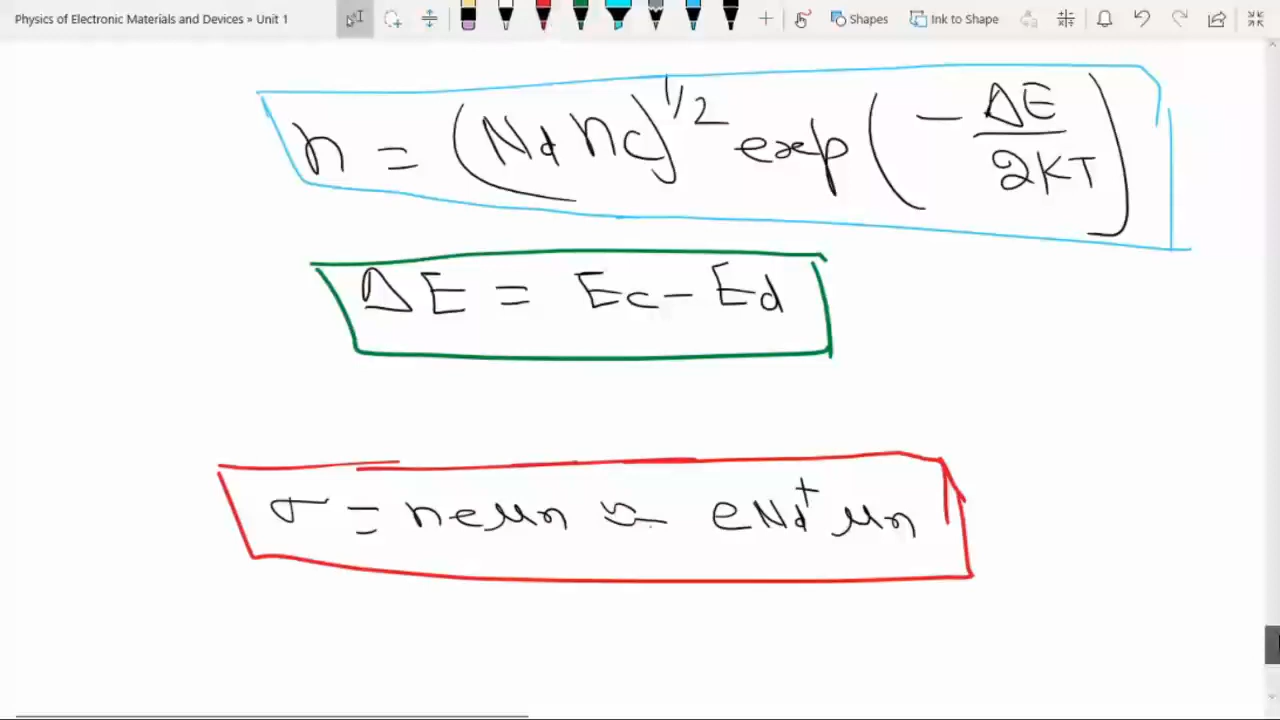 Physics of Electronic Materials and Devices » Unit 1
Shapes
Ink to Shape
n = (Nd nc)^1/2 exp(-ΔE/2KT)
ΔE = Ec - Ed
σ = neμn ≈ eNd^+ μn